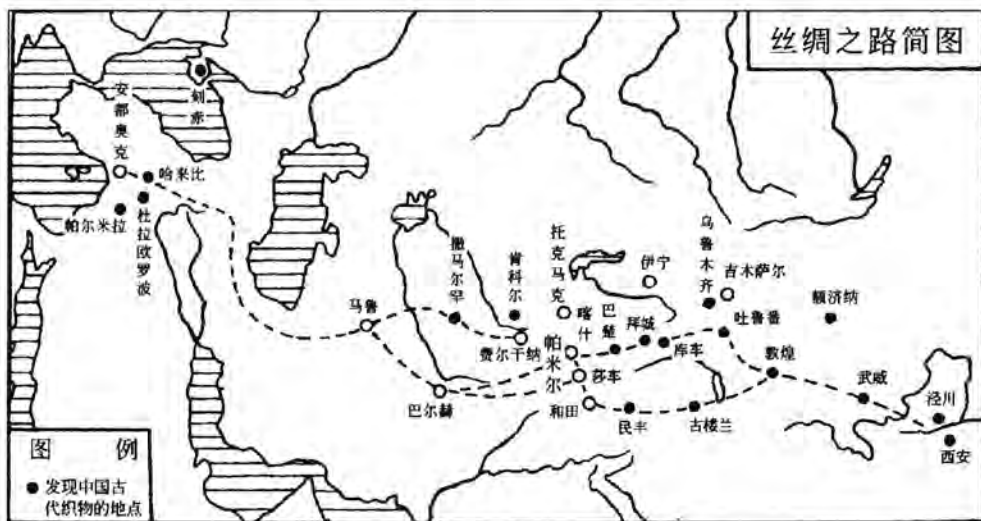 丝绸之路简图
刻赤
安都奥克
哈来比
帕尔米拉
杜拉欧罗波
马鲁
撒马尔罕
肯科尔
托克马克
伊宁
乌鲁木齐
吉木萨尔
额济纳
费尔干纳
喀什
巴楚
拜城
库车
吐鲁番
敦煌
武威
泾川
西安
巴尔赫
帕米尔
莎车
和田
民丰
古楼兰
图 例
● 发现中国古
代织物的地点